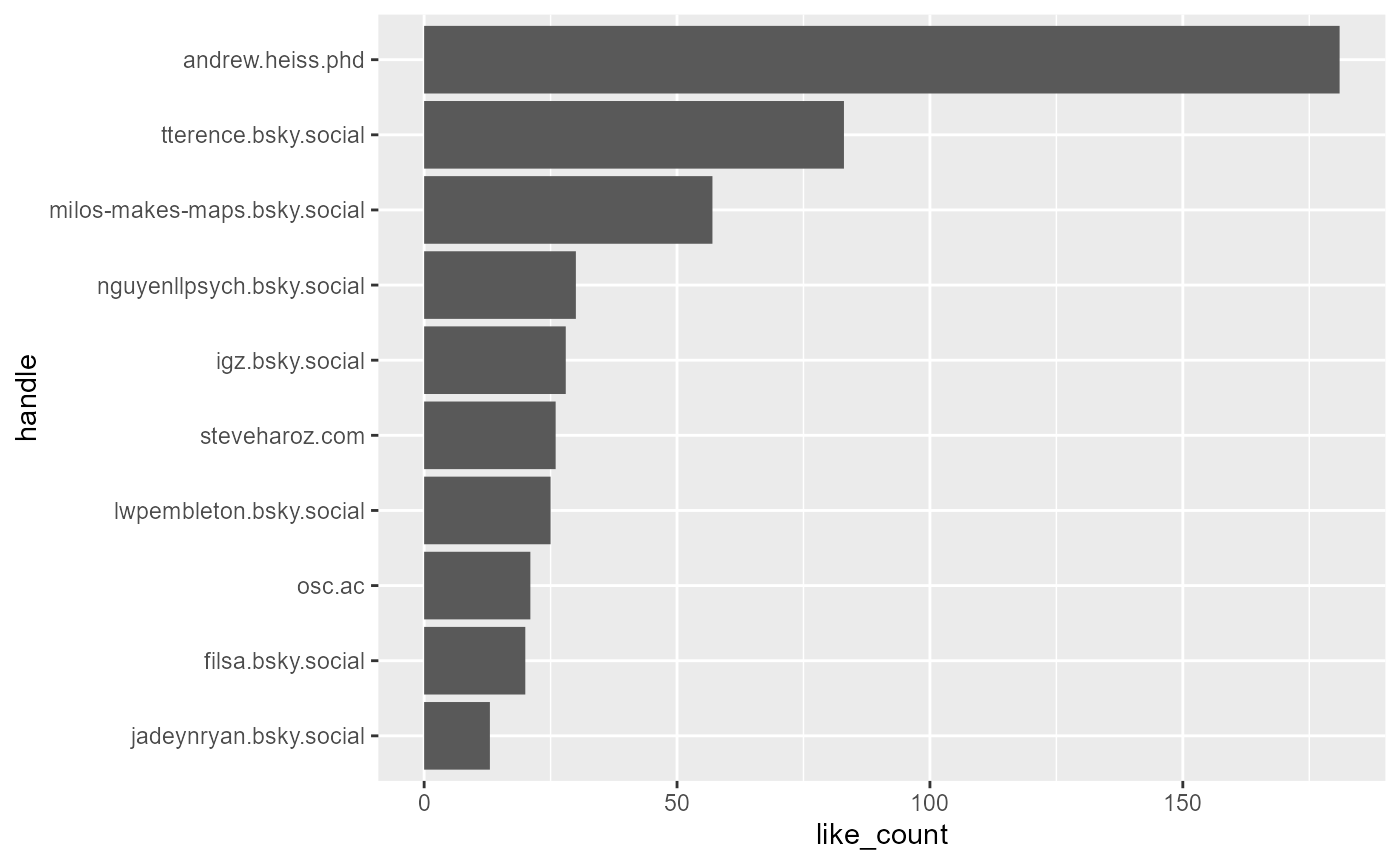 andrew.heiss.phd
tterence.bsky.social
milos-makes-maps.bsky.social
nguyenllpsych.bsky.social
igz.bsky.social
steveharoz.com
lwpembleton.bsky.social
osc.ac
filsa.bsky.social
jadeynryan.bsky.social
handle
0 50 100 150
like_count